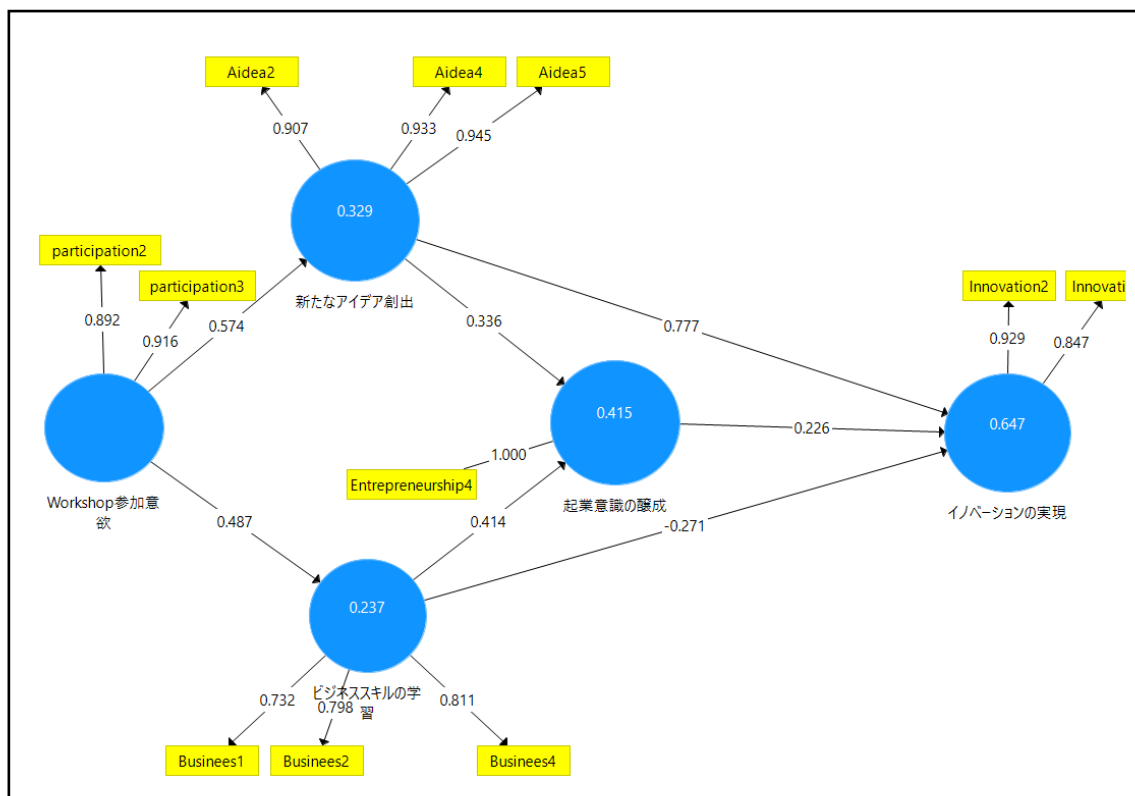 Aidea2
Aidea4
Aidea5
0.907
0.933
0.945
0.329
新たなアイデア創出
participation2
participation3
0.892
0.916
0.574
0.336
0.777
Innovation2
Innovati
0.929
0.847
Workshop参加意
欲
0.415
起業意識の醸成
1.000
Entrepreneurship4
0.226
0.647
イノベーションの実現
0.487
0.414
-0.271
0.237
ビジネススキルの学
習
0.732
0.798
0.811
Businees1
Businees2
Businees4